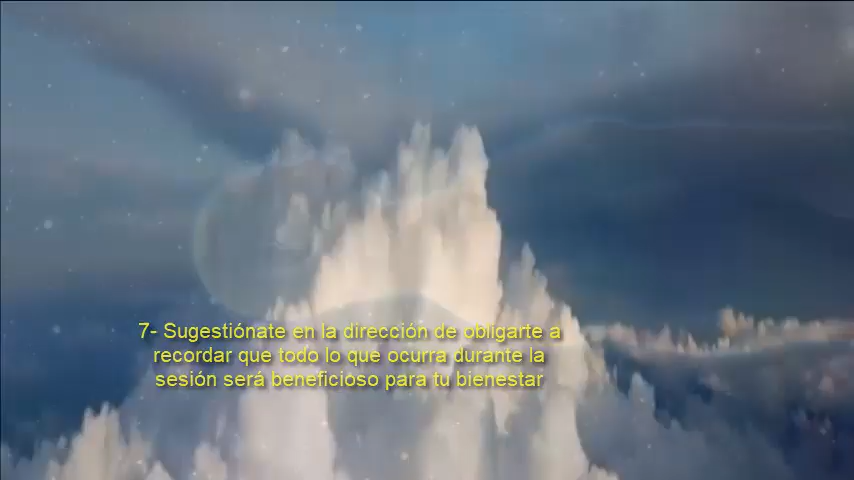 7- Sugestiónate en la dirección de obligarte a
recordar que todo lo que ocurra durante la
sesión será beneficioso para tu bienestar